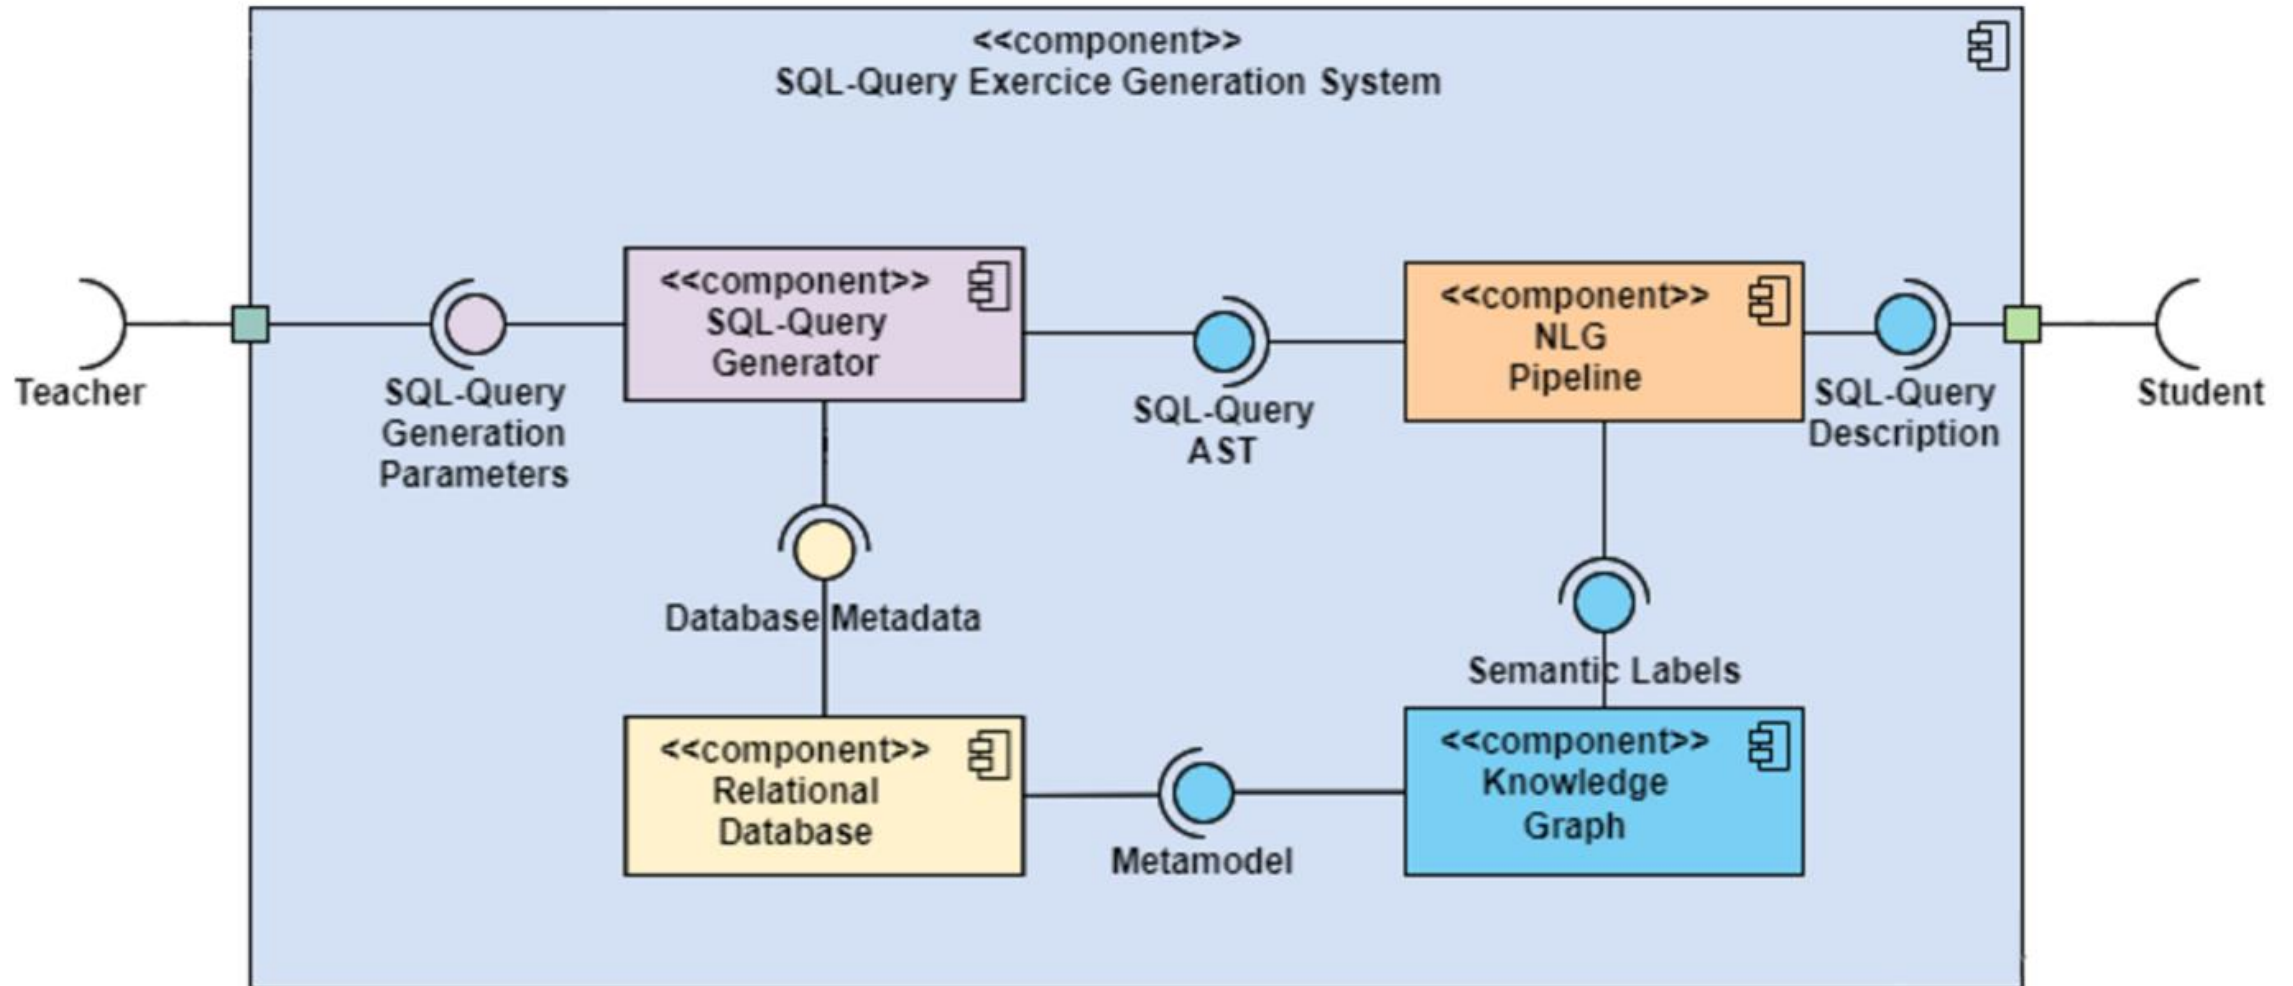 <<component>>
SQL-Query Exercice Generation System
Teacher
SQL-Query
Generation
Parameters
<<component>>
SQL-Query
Generator
SQL-Query
AST
<<component>>
NLG
Pipeline
SQL-Query
Description
Student
Database Metadata
Semantic Labels
<<component>>
Relational
Database
Metamodel
<<component>>
Knowledge
Graph